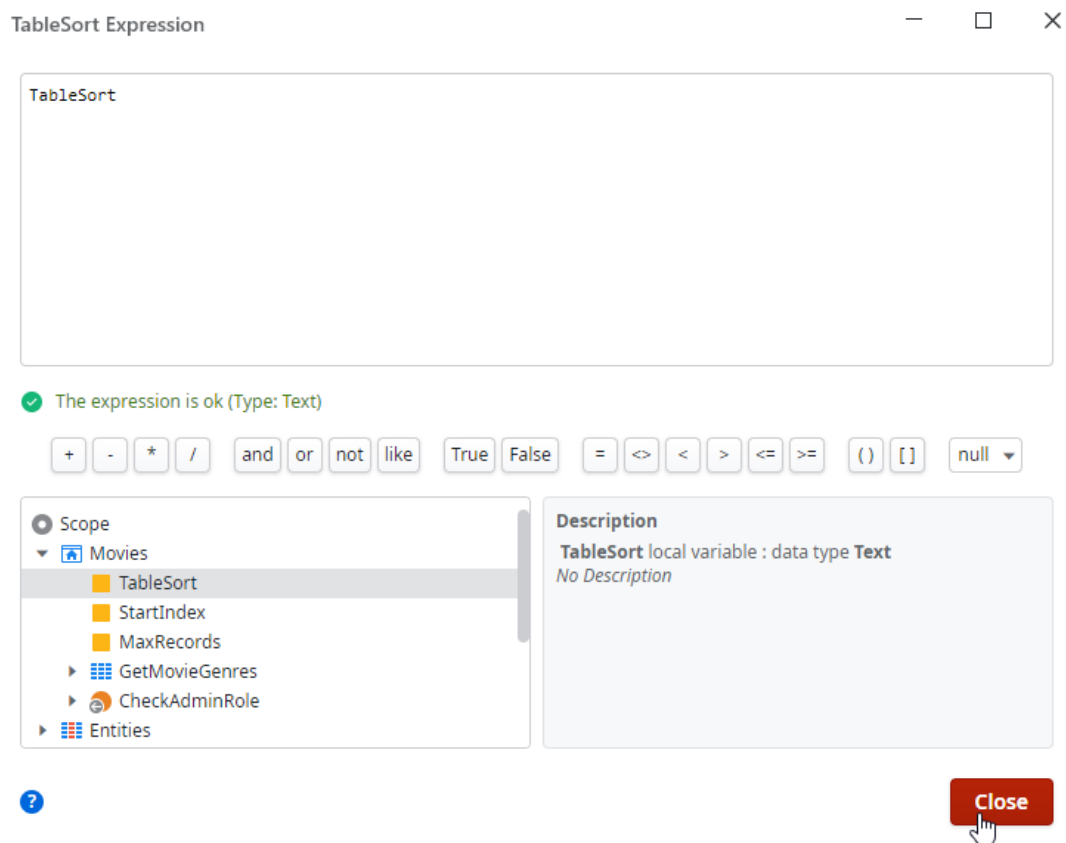 TableSort Expression
TableSort
The expression is ok (Type: Text)
+ - * / and or not like True False = <> < > <= >= ( ) [ ] null
Scope
Movies
TableSort
StartIndex
MaxRecords
GetMovieGenres
CheckAdminRole
Entities
Description
TableSort local variable : data type Text
No Description
?
Close